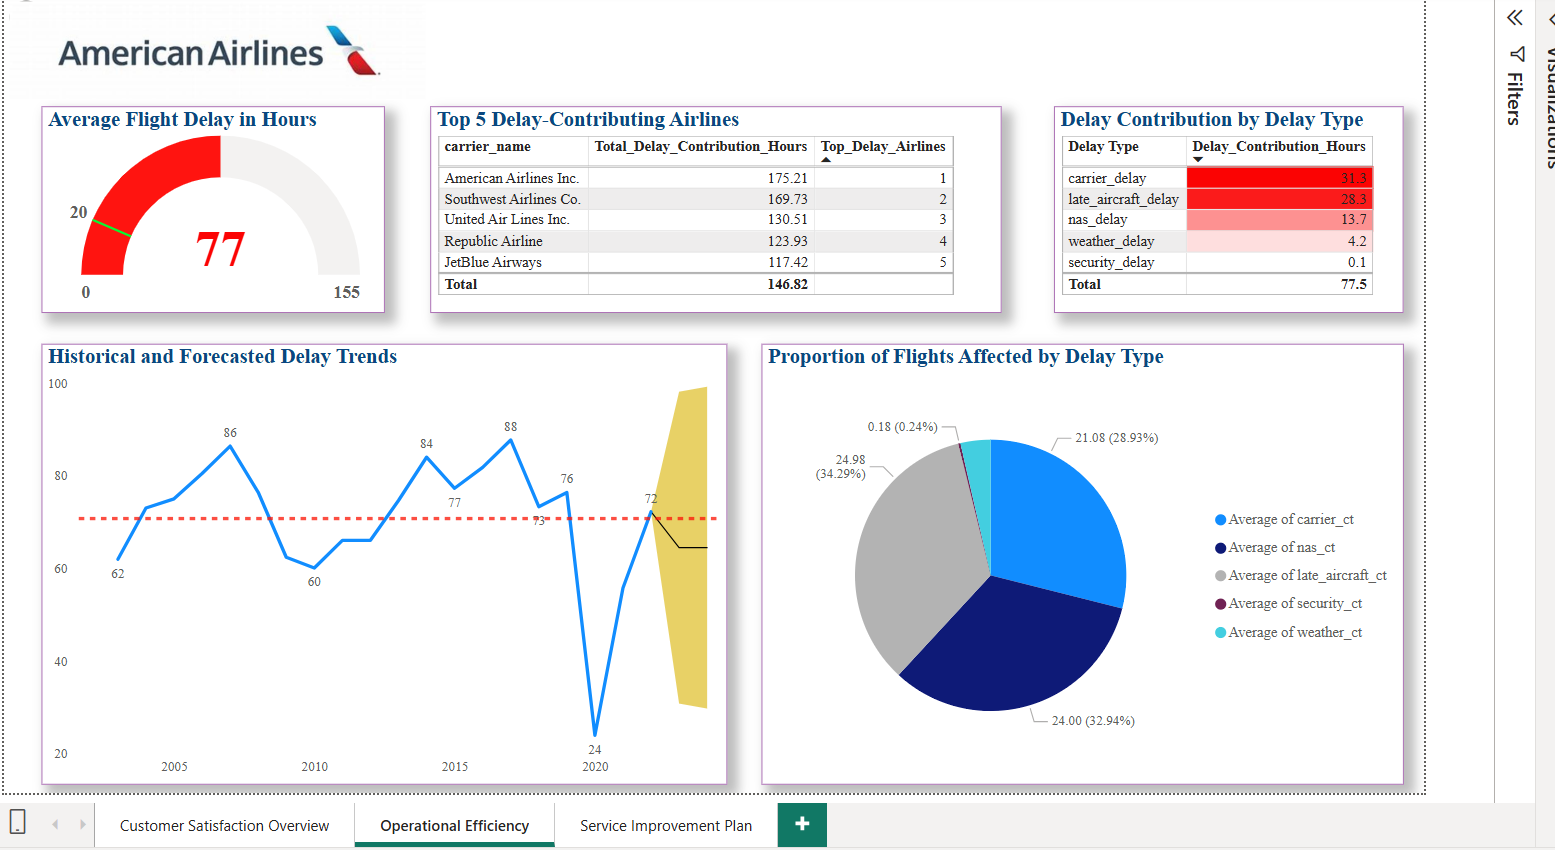 American Airlines
Average Flight Delay in Hours
20
77
0
155
Top 5 Delay-Contributing Airlines
carrier_name Total_Delay_Contribution_Hours Top_Delay_Airlines
American Airlines Inc. 175.21 1
Southwest Airlines Co. 169.73 2
United Air Lines Inc. 130.51 3
Republic Airline 123.93 4
JetBlue Airways 117.42 5
Total 146.82
Delay Contribution by Delay Type
Delay Type Delay_Contribution_Hours
carrier_delay 31.3
late_aircraft_delay 28.3
nas_delay 13.7
weather_delay 4.2
security_delay 0.1
Total 77.5
Historical and Forecasted Delay Trends
100
80
60
40
20
62
86
60
84
77
88
73
76
24
72
2005 2010 2015 2020
Proportion of Flights Affected by Delay Type
0.18 (0.24%)
24.98
(34.29%)
21.08 (28.93%)
24.00 (32.94%)
Average of carrier_ct
Average of nas_ct
Average of late_aircraft_ct
Average of security_ct
Average of weather_ct
Filters
Visualizations
Customer Satisfaction Overview
Operational Efficiency
Service Improvement Plan
+